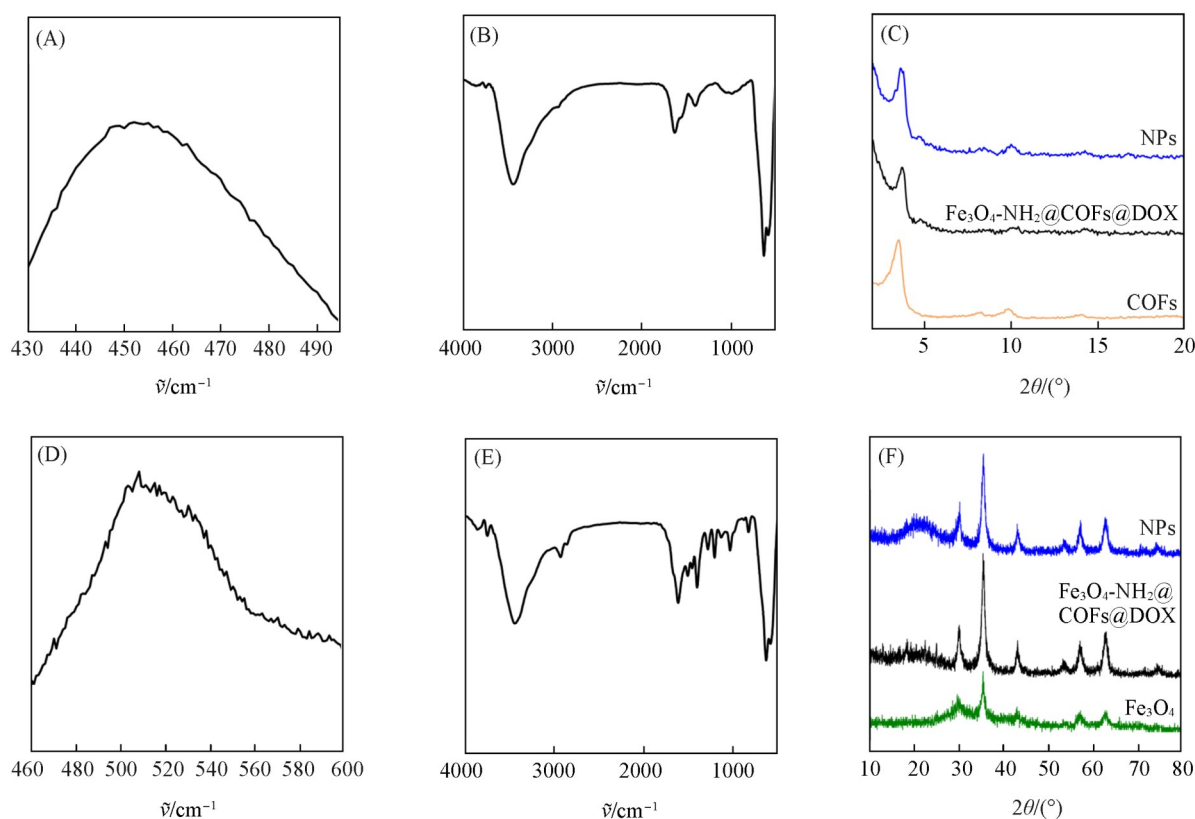 (A)
430 440 450 460 470 480 490
ṽ/cm⁻¹
(B)
4000 3000 2000 1000
ṽ/cm⁻¹
(C)
NPs
Fe₃O₄-NH₂@COFs@DOX
COFs
5 10 15 20
2θ/(°)
(D)
460 480 500 520 540 560 580 600
ṽ/cm⁻¹
(E)
4000 3000 2000 1000
ṽ/cm⁻¹
(F)
NPs
Fe₃O₄-NH₂@
COFs@DOX
Fe₃O₄
10 20 30 40 50 60 70 80
2θ/(°)